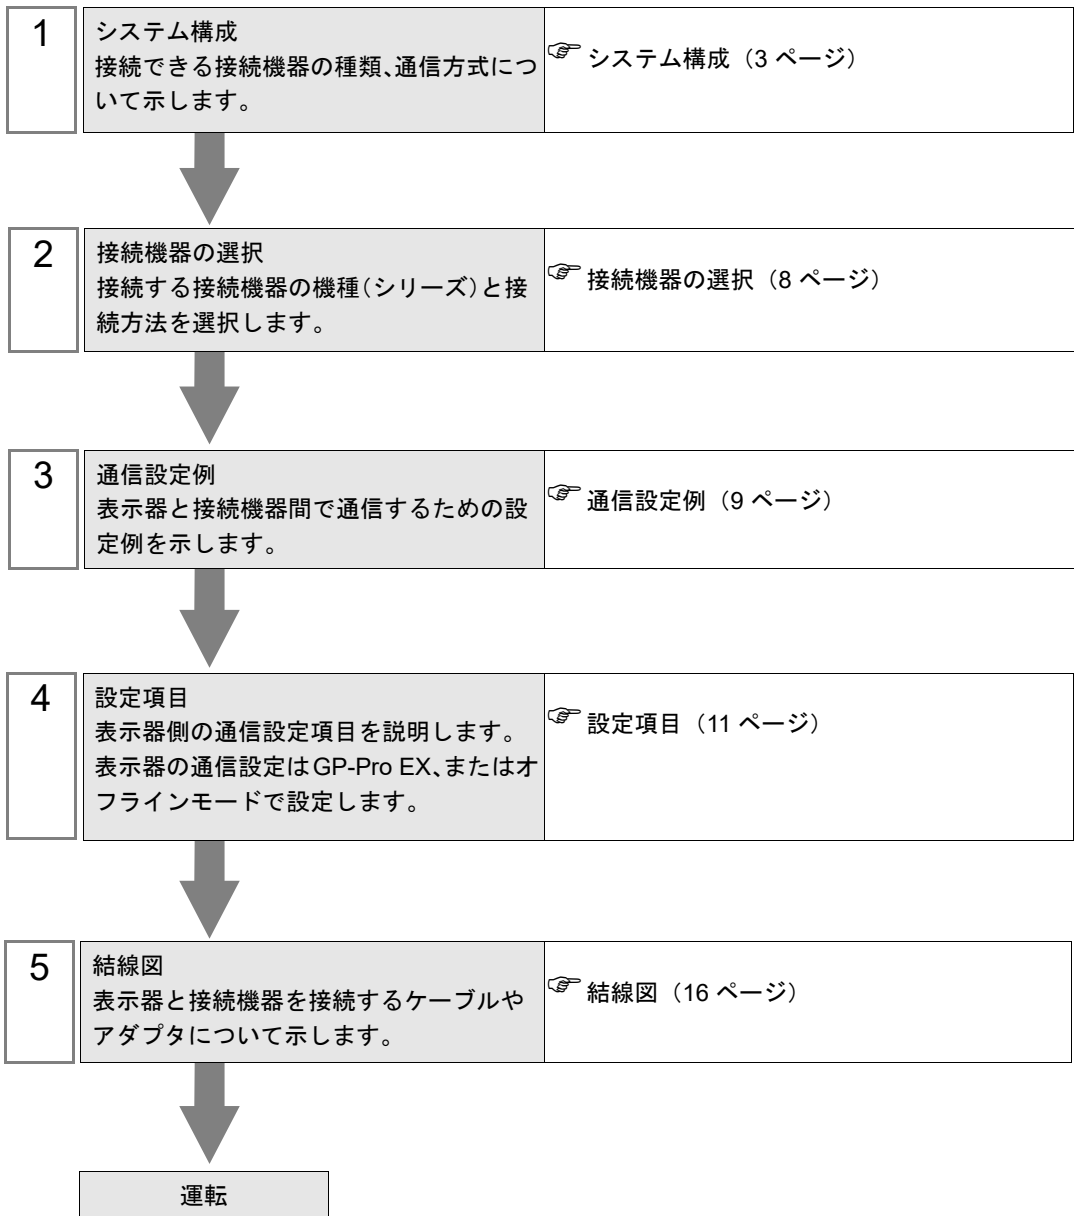 1
システム構成
接続できる接続機器の種類、通信方式につ
いて示します。
☞ システム構成（3 ページ）
2
接続機器の選択
接続する接続機器の機種（シリーズ）と接
続方法を選択します。
☞ 接続機器の選択（8 ページ）
3
通信設定例
表示器と接続機器間で通信するための設
定例を示します。
☞ 通信設定例（9 ページ）
4
設定項目
表示器側の通信設定項目を説明します。
表示器の通信設定はGP-Pro EX、またはオ
フラインモードで設定します。
☞ 設定項目（11 ページ）
5
結線図
表示器と接続機器を接続するケーブルや
アダプタについて示します。
☞ 結線図（16 ページ）
運転